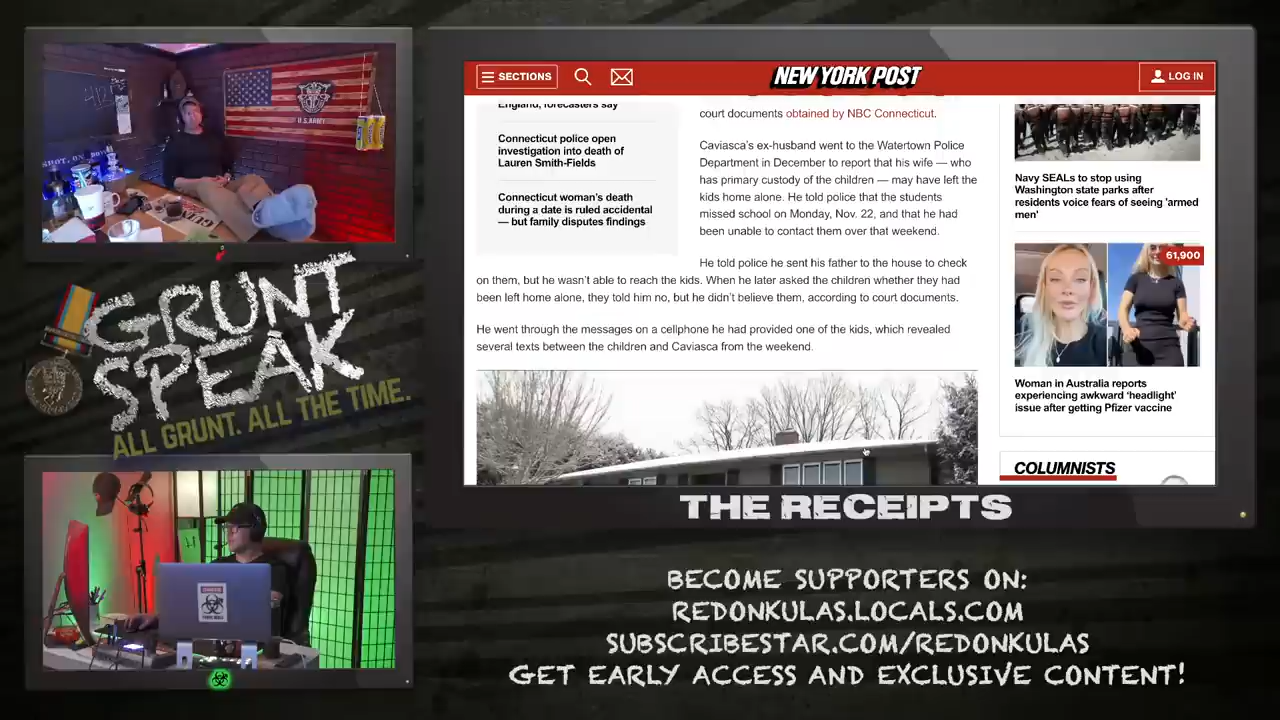 U.S. ARMY
GRUNT
SPEAK
ALL GRUNT. ALL THE TIME.
SECTIONS
NEW YORK POST
LOG IN
England, forecasters say
Connecticut police open
investigation into death of
Lauren Smith-Fields
Connecticut woman's death
during a date is ruled accidental
— but family disputes findings
court documents obtained by NBC Connecticut.
Caviasca's ex-husband went to the Watertown Police
Department in December to report that his wife — who
has primary custody of the children — may have left the
kids home alone. He told police that the students
missed school on Monday, Nov. 22, and that he had
been unable to contact them over that weekend.
He told police he sent his father to the house to check
on them, but he wasn't able to reach the kids. When he later asked the children whether they had
been left home alone, they told him no, but he didn't believe them, according to court documents.
He went through the messages on a cellphone he had provided one of the kids, which revealed
several texts between the children and Caviasca from the weekend.
Navy SEALs to stop using
Washington state parks after
residents voice fears of seeing 'armed
men'
61,900
Woman in Australia reports
experiencing awkward 'headlight'
issue after getting Pfizer vaccine
COLUMNISTS
THE RECEIPTS
BECOME SUPPORTERS ON:
REDONKULAS.LOCALS.COM
SUBSCRIBESTAR.COM/REDONKULAS
GET EARLY ACCESS AND EXCLUSIVE CONTENT!